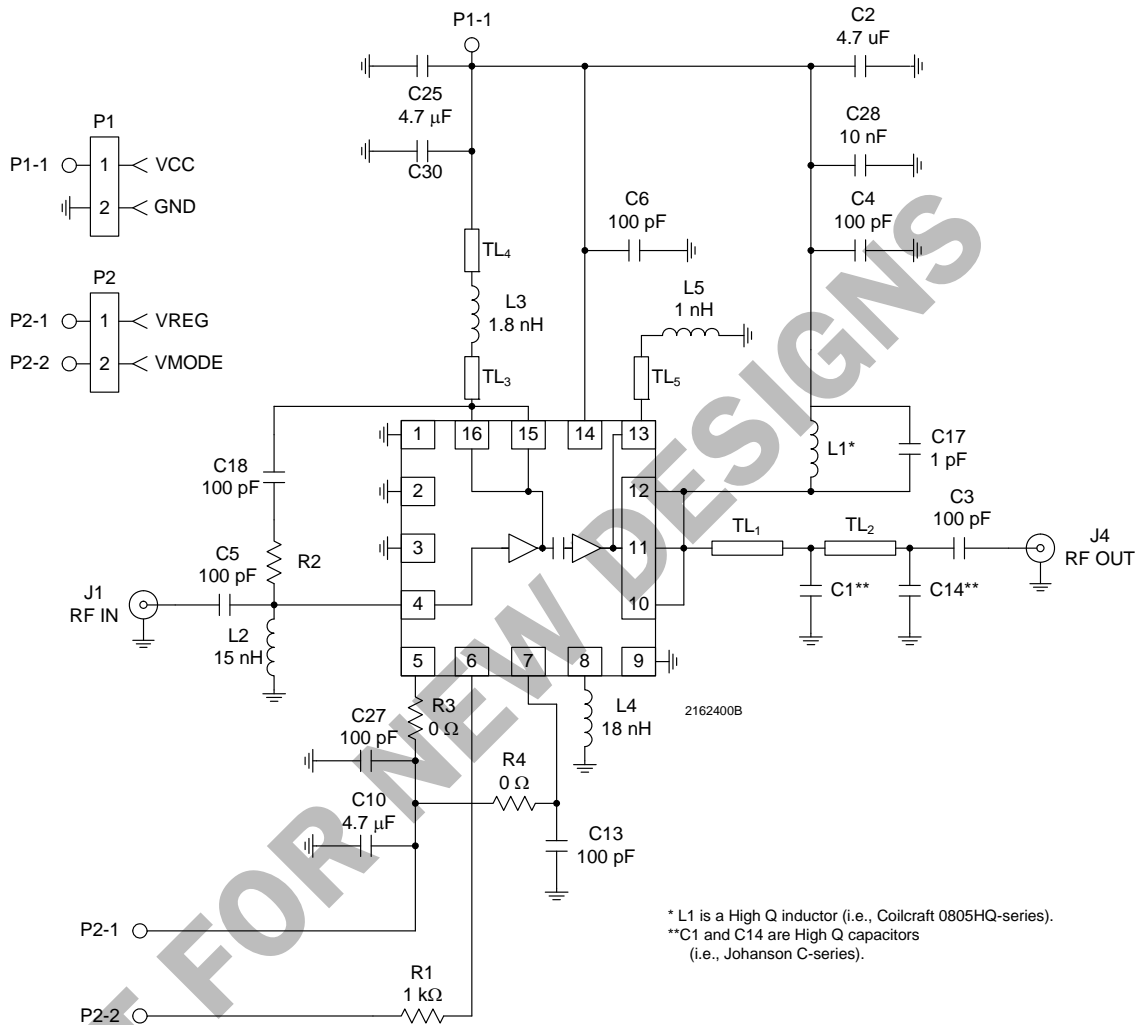 P1-1
C2
4.7 uF
C25
4.7 µF
C28
10 nF
P1
P1-1
1
VCC
2
GND
C30
C4
100 pF
C6
100 pF
TL4
P2
P2-1
1
VREG
P2-2
2
VMODE
L3
1.8 nH
L5
1 nH
TL3
TL5
1
16
15
14
13
L1*
C17
1 pF
C18
100 pF
2
12
C3
100 pF
3
11
TL1
TL2
J4
RF OUT
R2
C5
100 pF
J1
RF IN
4
10
C1**
C14**
L2
15 nH
5
6
7
8
9
R3
0 Ω
L4
18 nH
2162400B
C27
100 pF
R4
0 Ω
C10
4.7 µF
C13
100 pF
P2-1
* L1 is a High Q inductor (i.e., Coilcraft 0805HQ-series).
**C1 and C14 are High Q capacitors
(i.e., Johanson C-series).
R1
1 kΩ
P2-2
FOR NEW DESIGNS